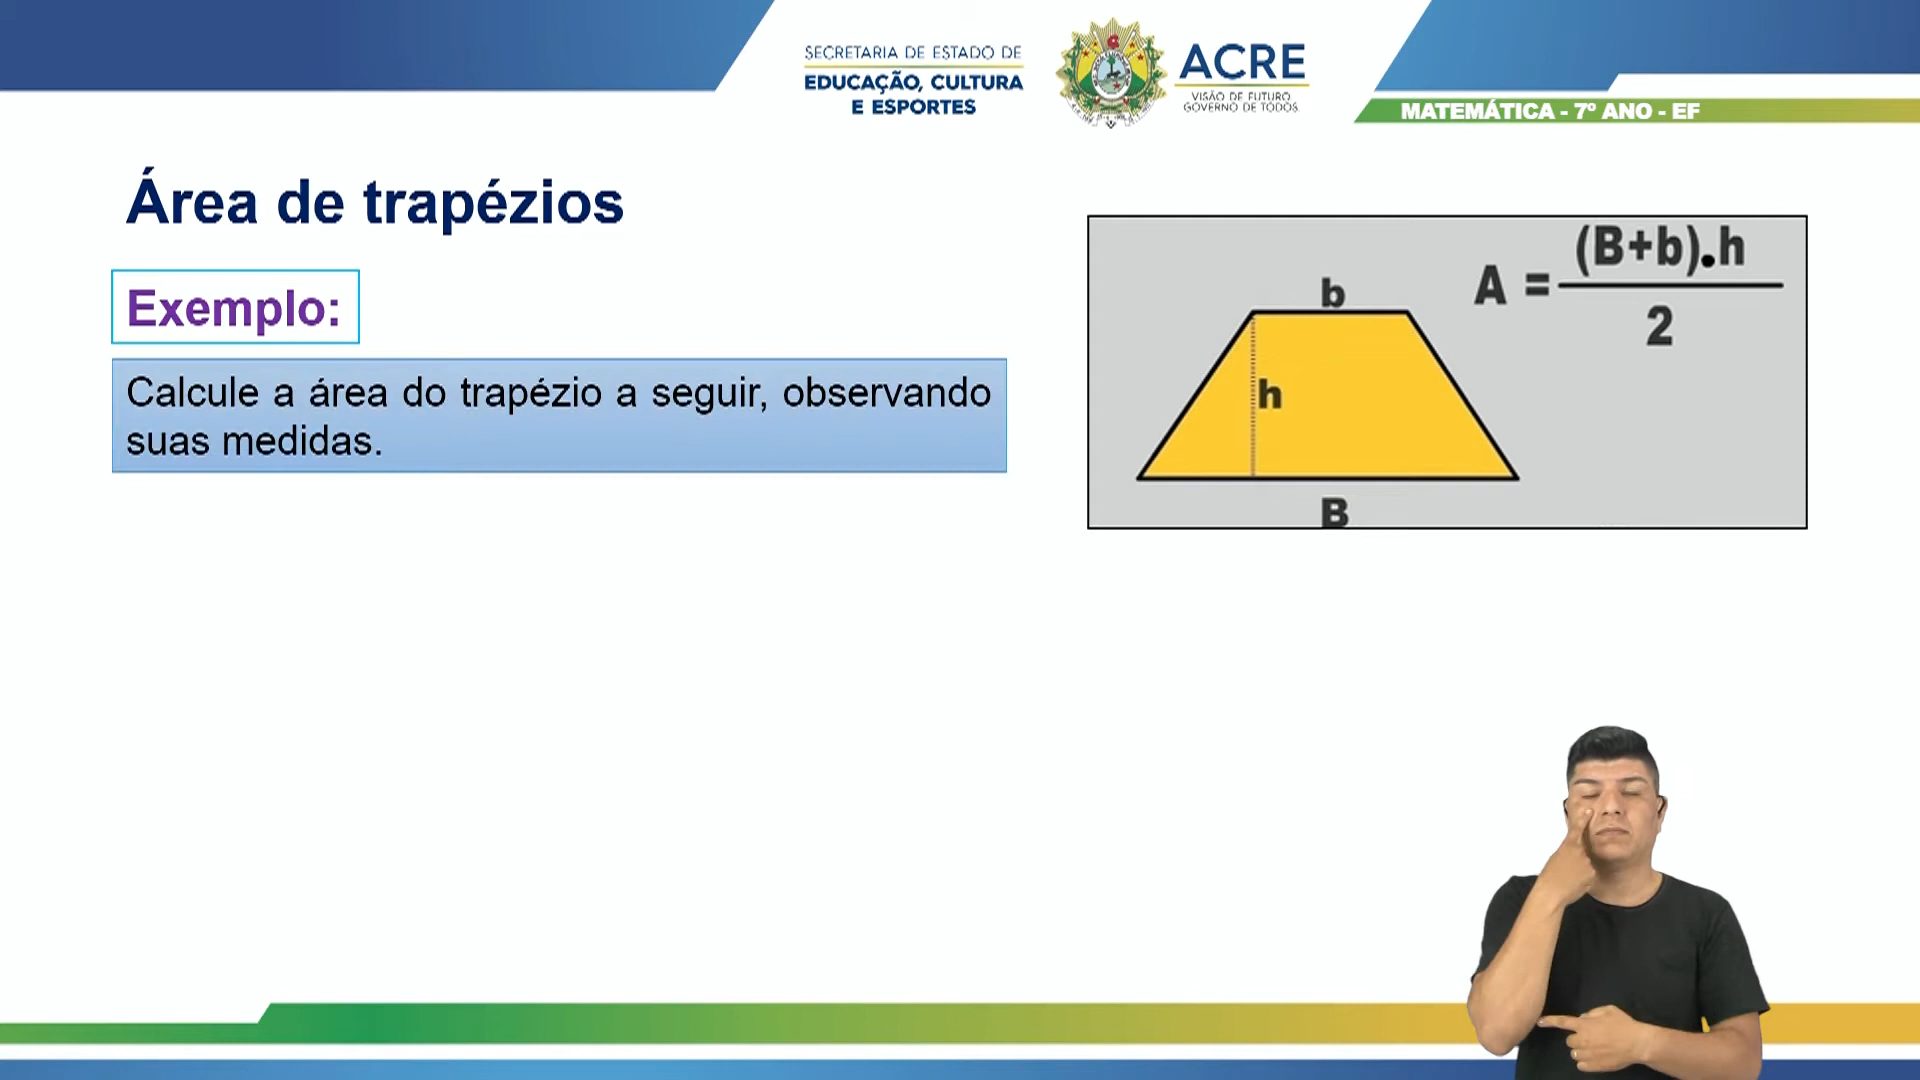 SECRETARIA DE ESTADO DE
EDUCAÇÃO, CULTURA
E ESPORTES
ACRE
VISÃO DE FUTURO
GOVERNO DE TODOS
MATEMÁTICA - 7º ANO - EF
Área de trapézios
Exemplo:
Calcule a área do trapézio a seguir, observando
suas medidas.
A = (B+b).h
2
b
h
B